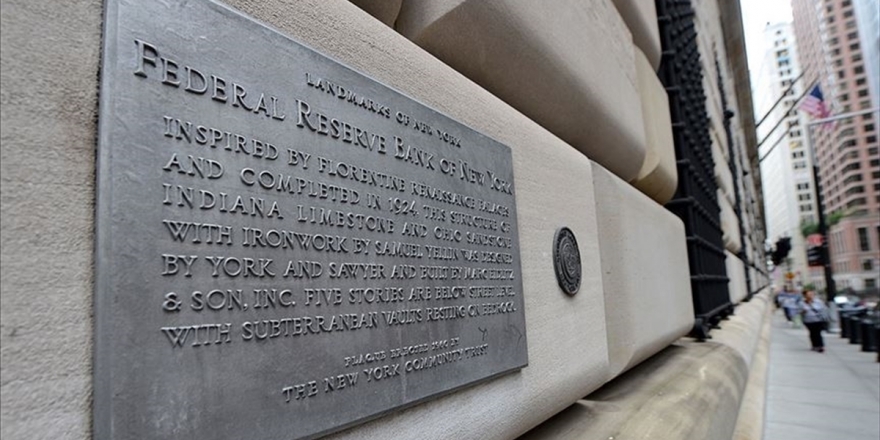 LANDMARKS OF NEW YORK
FEDERAL RESERVE BANK OF NEW YORK
INSPIRED BY FLORENTINE RENAISSANCE PALACES
AND COMPLETED IN 1924, THIS STRUCTURE OF
INDIANA LIMESTONE AND OHIO SANDSTONE
WITH IRONWORK BY SAMUEL YELLIN WAS DESIGNED
BY YORK AND SAWYER AND BUILT BY MARC EIDLITZ
& SON, INC. FIVE STORIES ARE BELOW STREET LEVEL
WITH SUBTERRANEAN VAULTS RESTING ON BEDROCK.
PLAQUE ERECTED
THE NEW YORK COMMUNITY TRUST